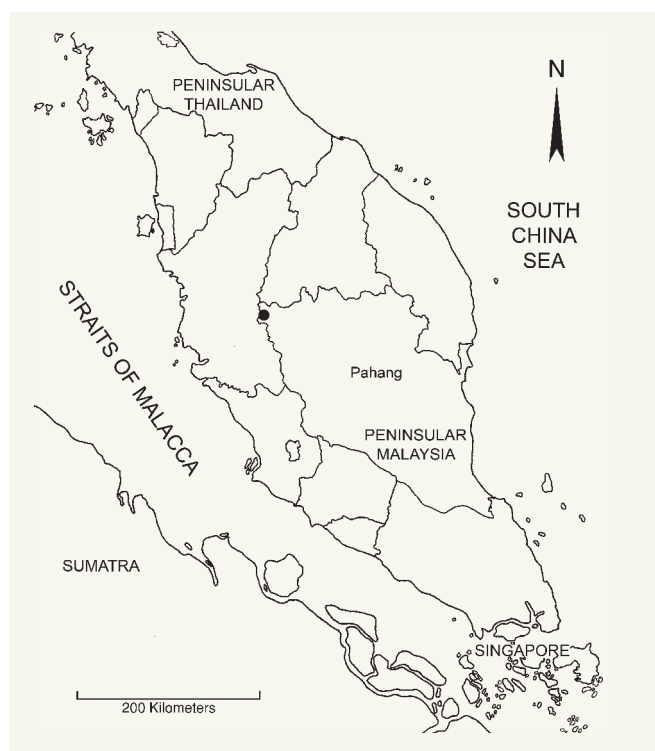 PENINSULAR
THAILAND
N
SOUTH
CHINA
SEA
STRAITS OF MALACCA
Pahang
PENINSULAR
MALAYSIA
SUMATRA
SINGAPORE
200 Kilometers